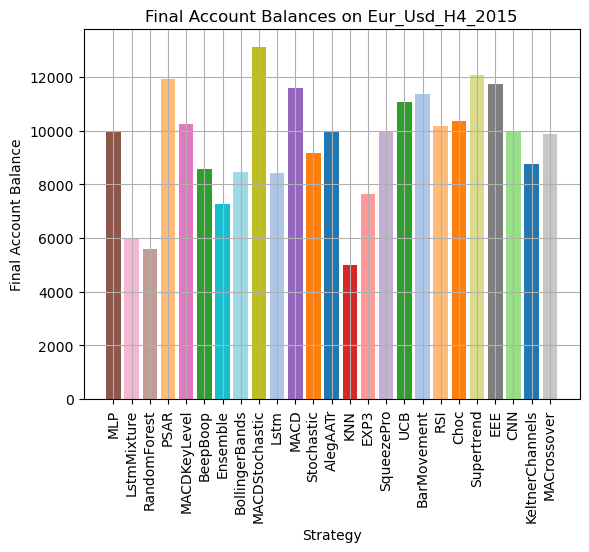 Final Account Balances on Eur_Usd_H4_2015
Final Account Balance
12000
10000
8000
6000
4000
2000
0
MLP
LstmMixture
RandomForest
PSAR
MACDKeyLevel
BeepBoop
Ensemble
BollingerBands
MACDStochastic
Lstm
MACD
Stochastic
AlegAATr
KNN
EXP3
SqueezePro
UCB
BarMovement
RSI
Choc
Supertrend
EEE
CNN
KeltnerChannels
MACrossover
Strategy